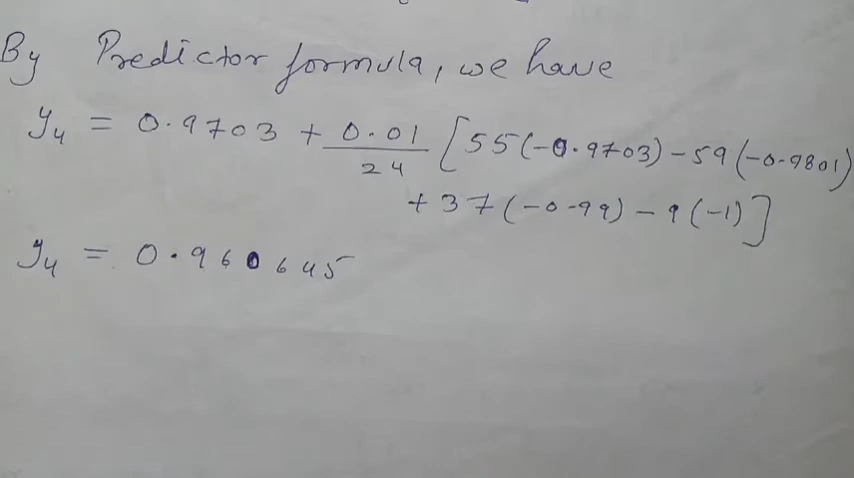 By Predictor formula, we have
y₄ = 0.9703 + 0.01/24 [55(-0.9703) - 59(-0.9801)
+ 37(-0.99) - 9(-1)]
y₄ = 0.960645